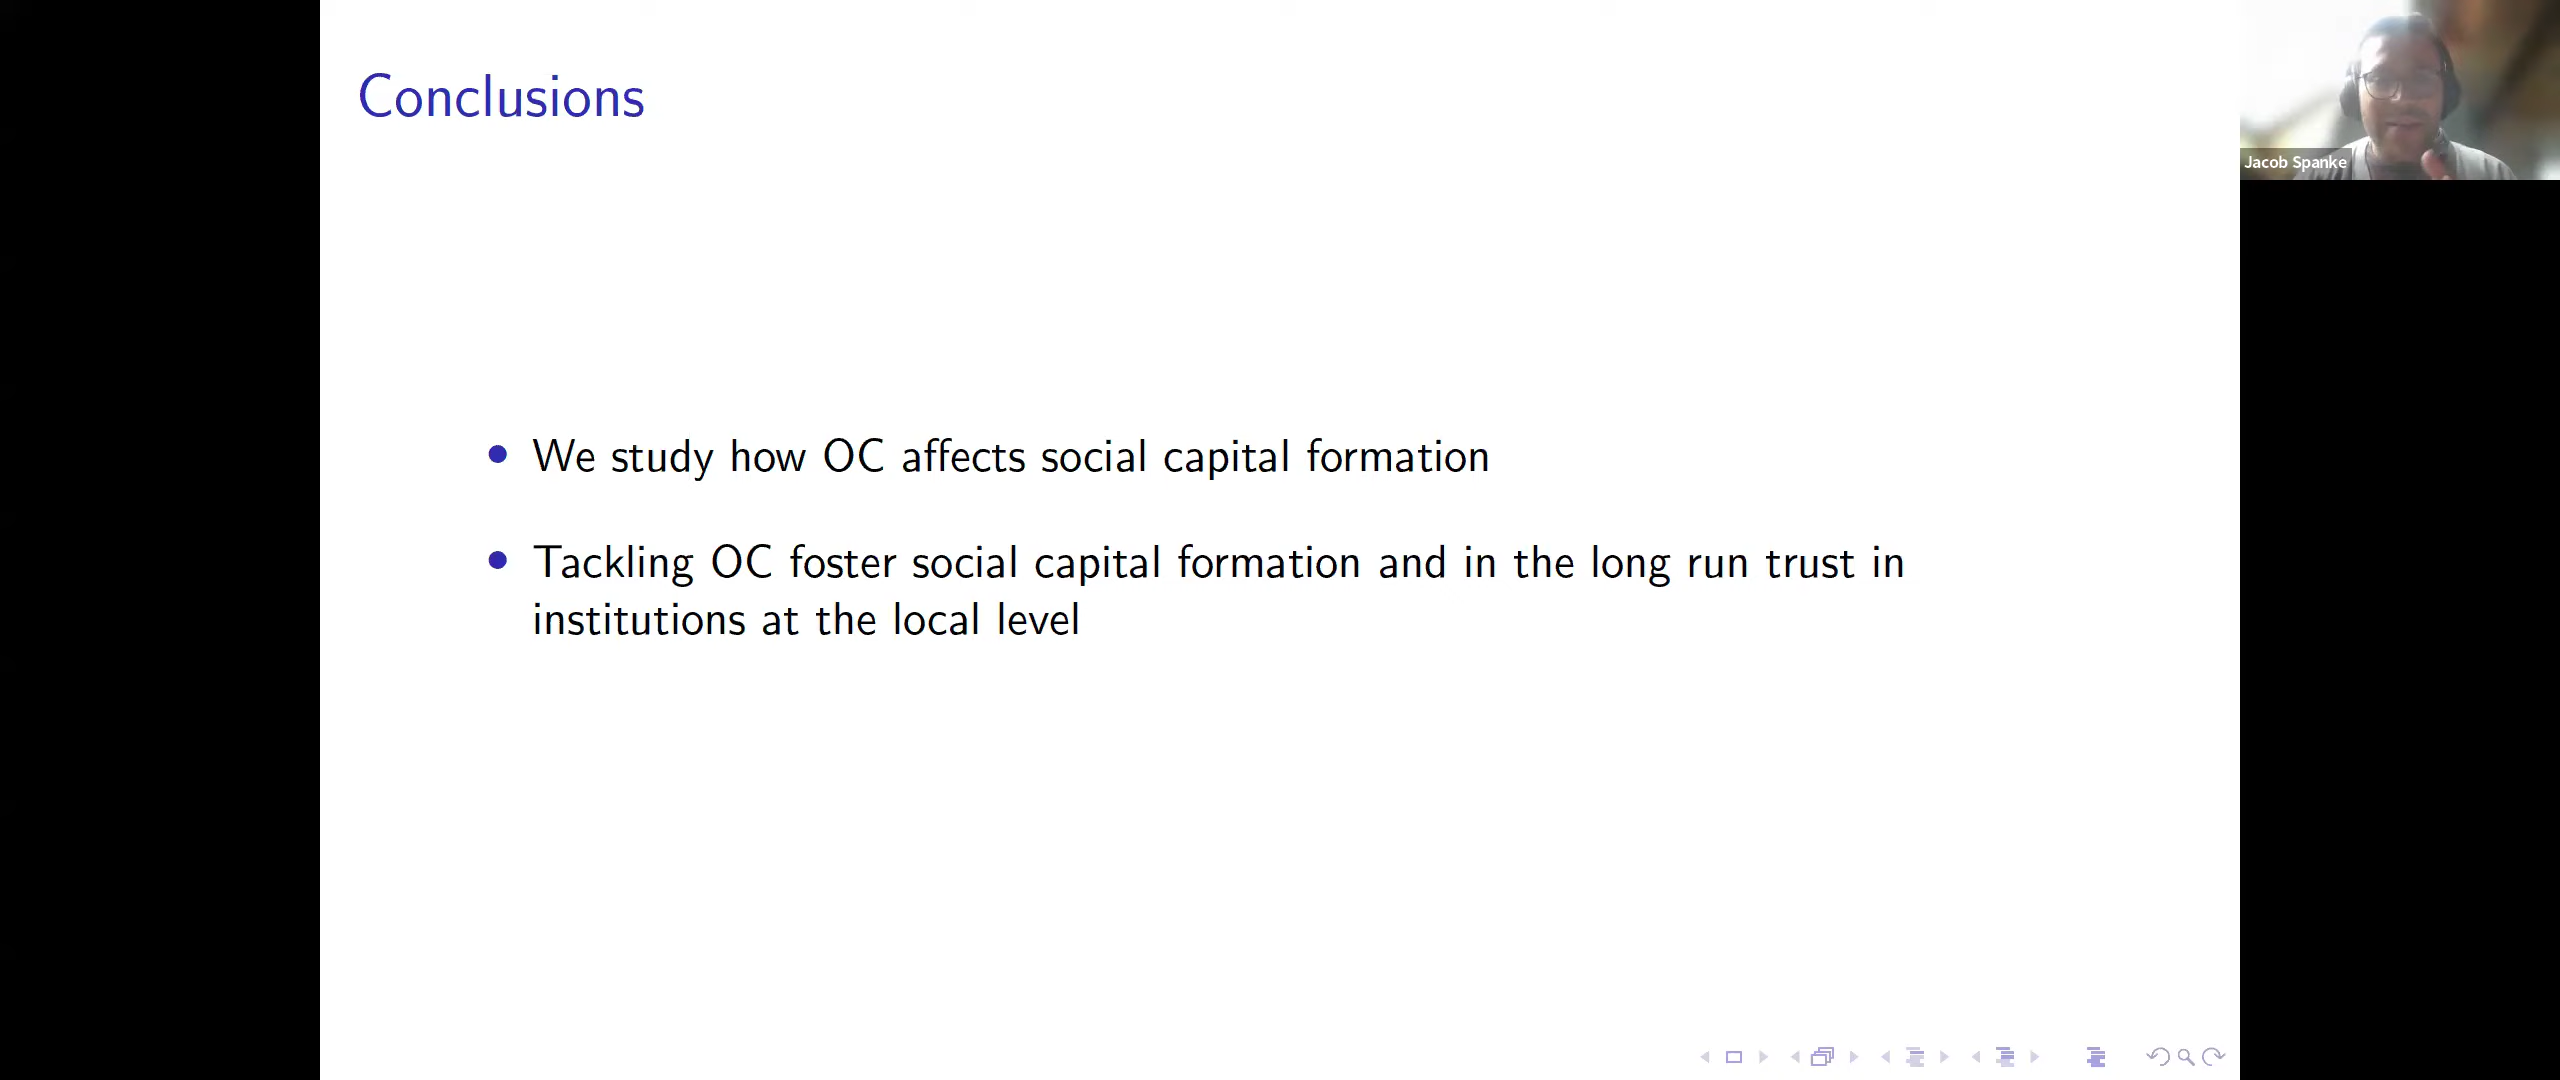 Conclusions
Jacob Spanke
• We study how OC affects social capital formation
• Tackling OC foster social capital formation and in the long run trust in
institutions at the local level